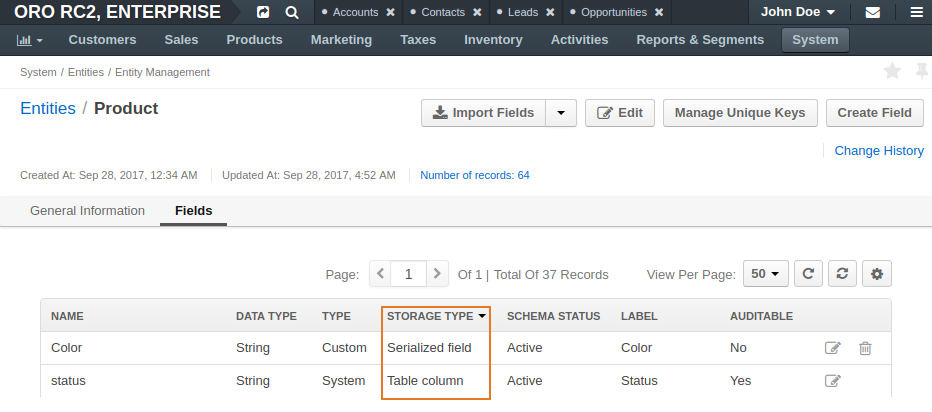 ORO RC2, ENTERPRISE Accounts × Contacts × Leads × Opportunities × John Doe
Customers Sales Products Marketing Taxes Inventory Activities Reports & Segments System
System / Entities / Entity Management
Entities / Product Import Fields Edit Manage Unique Keys Create Field
Change History
Created At: Sep 28, 2017, 12:34 AM Updated At: Sep 28, 2017, 4:52 AM Number of records: 64
General Information Fields
Page: < 1 > Of 1 | Total Of 37 Records View Per Page: 50
NAME DATA TYPE TYPE STORAGE TYPE SCHEMA STATUS LABEL AUDITABLE
Color String Custom Serialized field Active Color No
status String System Table column Active Status Yes